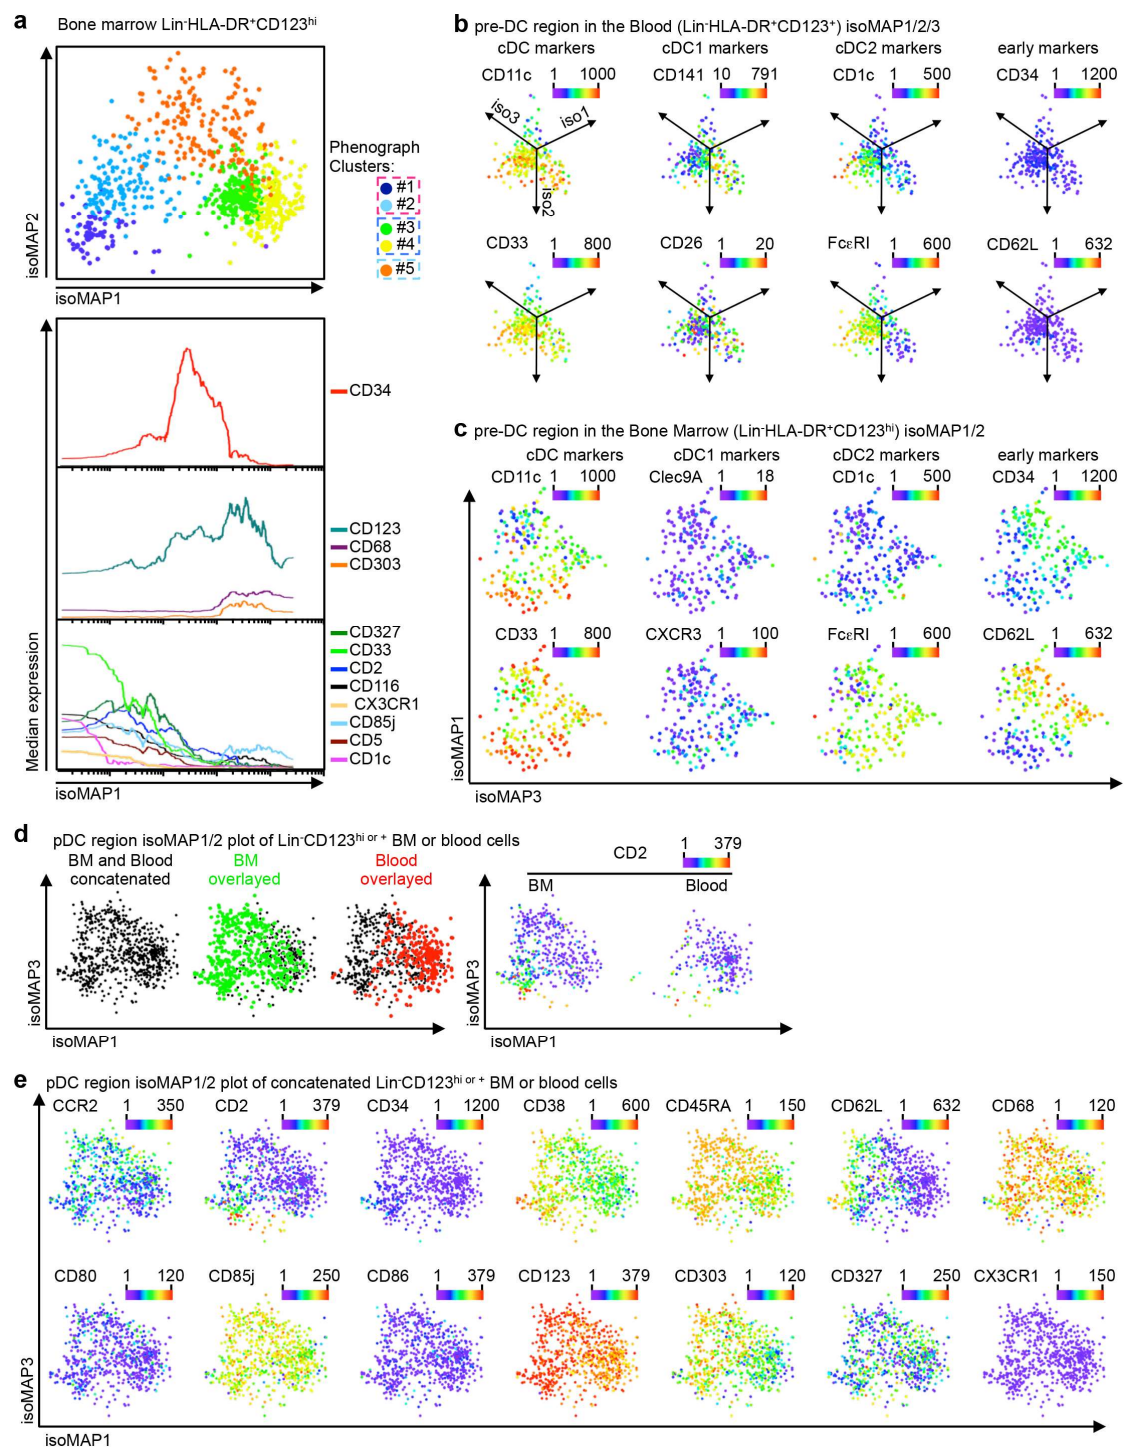 a
Bone marrow Lin-HLA-DR+CD123hi
isoMAP2
isoMAP1
Phenograph
Clusters:
#1
#2
#3
#4
#5
CD34
CD123
CD68
CD303
CD327
CD33
CD2
CD116
CX3CR1
CD85j
CD5
CD1c
Median expression
isoMAP1
b pre-DC region in the Blood (Lin-HLA-DR+CD123+) isoMAP1/2/3
cDC markers cDC1 markers cDC2 markers early markers
CD11c 1 1000 CD141 10 791 CD1c 1 500 CD34 1 1200
iso3 iso1
iso2
CD33 1 800 CD26 1 20 FcεRI 1 600 CD62L 1 632
c pre-DC region in the Bone Marrow (Lin-HLA-DR+CD123hi) isoMAP1/2
cDC markers cDC1 markers cDC2 markers early markers
CD11c 1 1000 Clec9A 1 18 CD1c 1 500 CD34 1 1200
CD33 1 800 CXCR3 1 100 FcεRI 1 600 CD62L 1 632
isoMAP1
isoMAP3
d pDC region isoMAP1/2 plot of Lin-CD123hi or + BM or blood cells
BM and Blood
concatenated
BM
overlayed
Blood
overlayed
isoMAP3
isoMAP1
CD2 1 379
BM Blood
isoMAP3
isoMAP1
e pDC region isoMAP1/2 plot of concatenated Lin-CD123hi or + BM or blood cells
CCR2 1 350 CD2 1 379 CD34 1 1200 CD38 1 600 CD45RA 1 150 CD62L 1 632 CD68 1 120
CD80 1 120 CD85j 1 250 CD86 1 379 CD123 1 379 CD303 1 120 CD327 1 250 CX3CR1 1 150
isoMAP3
isoMAP1